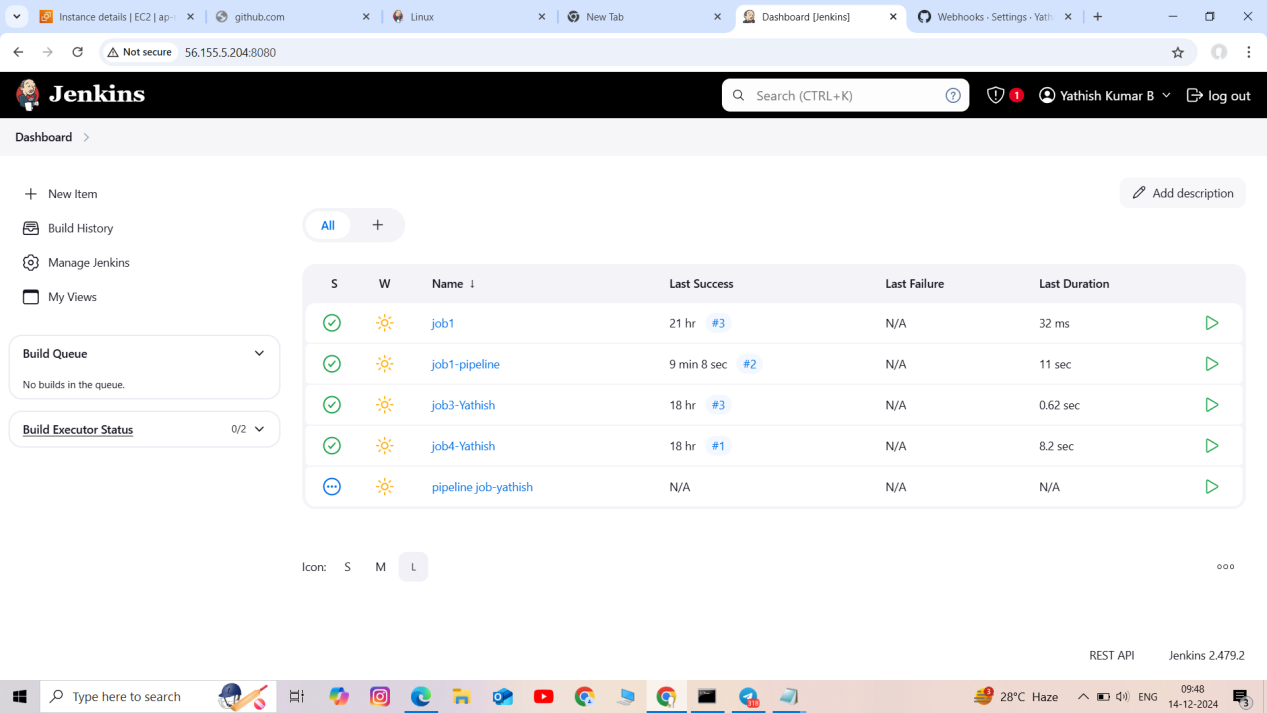 Instance details | EC2 | ap-
github.com
Linux
New Tab
Dashboard [Jenkins]
Webhooks · Settings · Yath
Not secure
56.155.5.204:8080
Jenkins
Search (CTRL+K)
1
Yathish Kumar B
log out
Dashboard
New Item
Build History
Manage Jenkins
My Views
Build Queue
No builds in the queue.
Build Executor Status 0/2
Add description
All
S W Name ↓ Last Success Last Failure Last Duration
job1 21 hr #3 N/A 32 ms
job1-pipeline 9 min 8 sec #2 N/A 11 sec
job3-Yathish 18 hr #3 N/A 0.62 sec
job4-Yathish 18 hr #1 N/A 8.2 sec
pipeline job-yathish N/A N/A N/A
Icon: S M L
REST API Jenkins 2.479.2
Type here to search
318
3
28°C Haze
ENG
09:48
14-12-2024
3